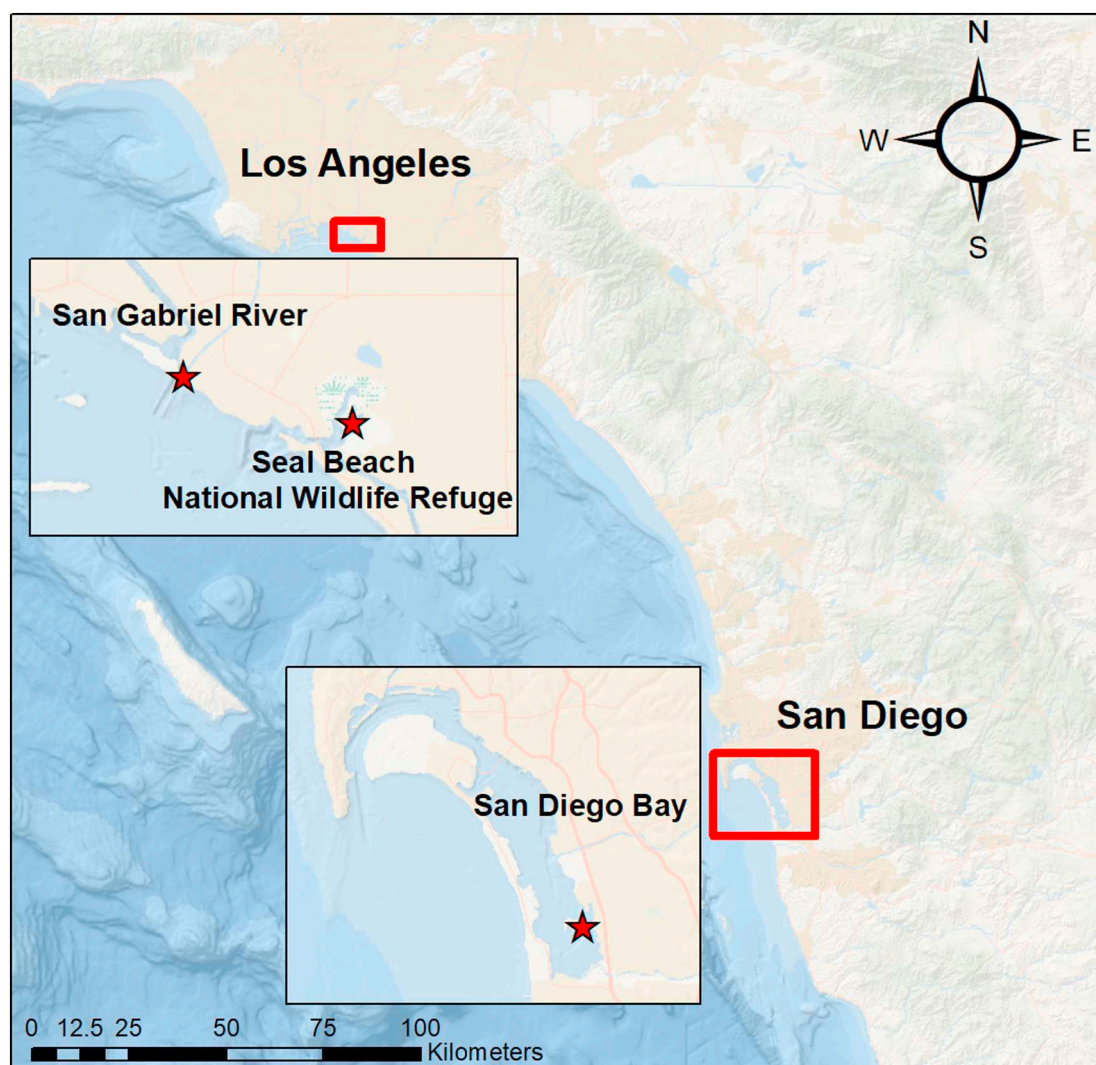 N
W E
S
Los Angeles
San Gabriel River
Seal Beach
National Wildlife Refuge
San Diego
San Diego Bay
0 12.5 25 50 75 100
Kilometers